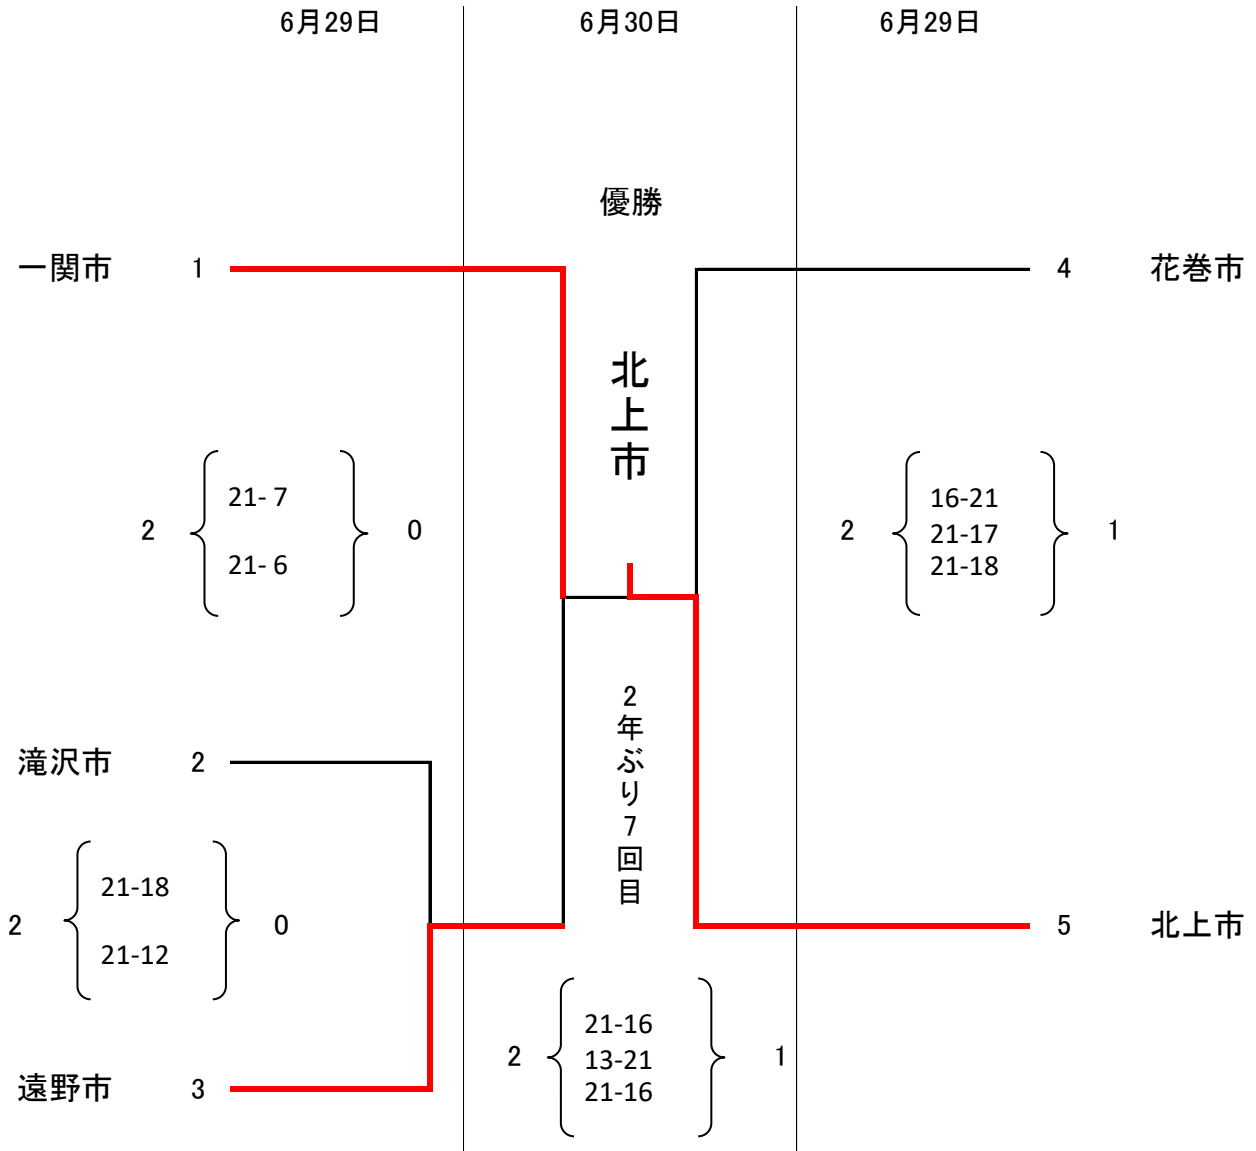 6月29日 6月30日 6月29日
優勝
一関市 1 4 花巻市
北上市
2 21- 7 0
21- 6
2 16-21 1
21-17
21-18
2年ぶり7回目
滝沢市 2
2 21-18 0
21-12
5 北上市
遠野市 3
2 21-16 1
13-21
21-16